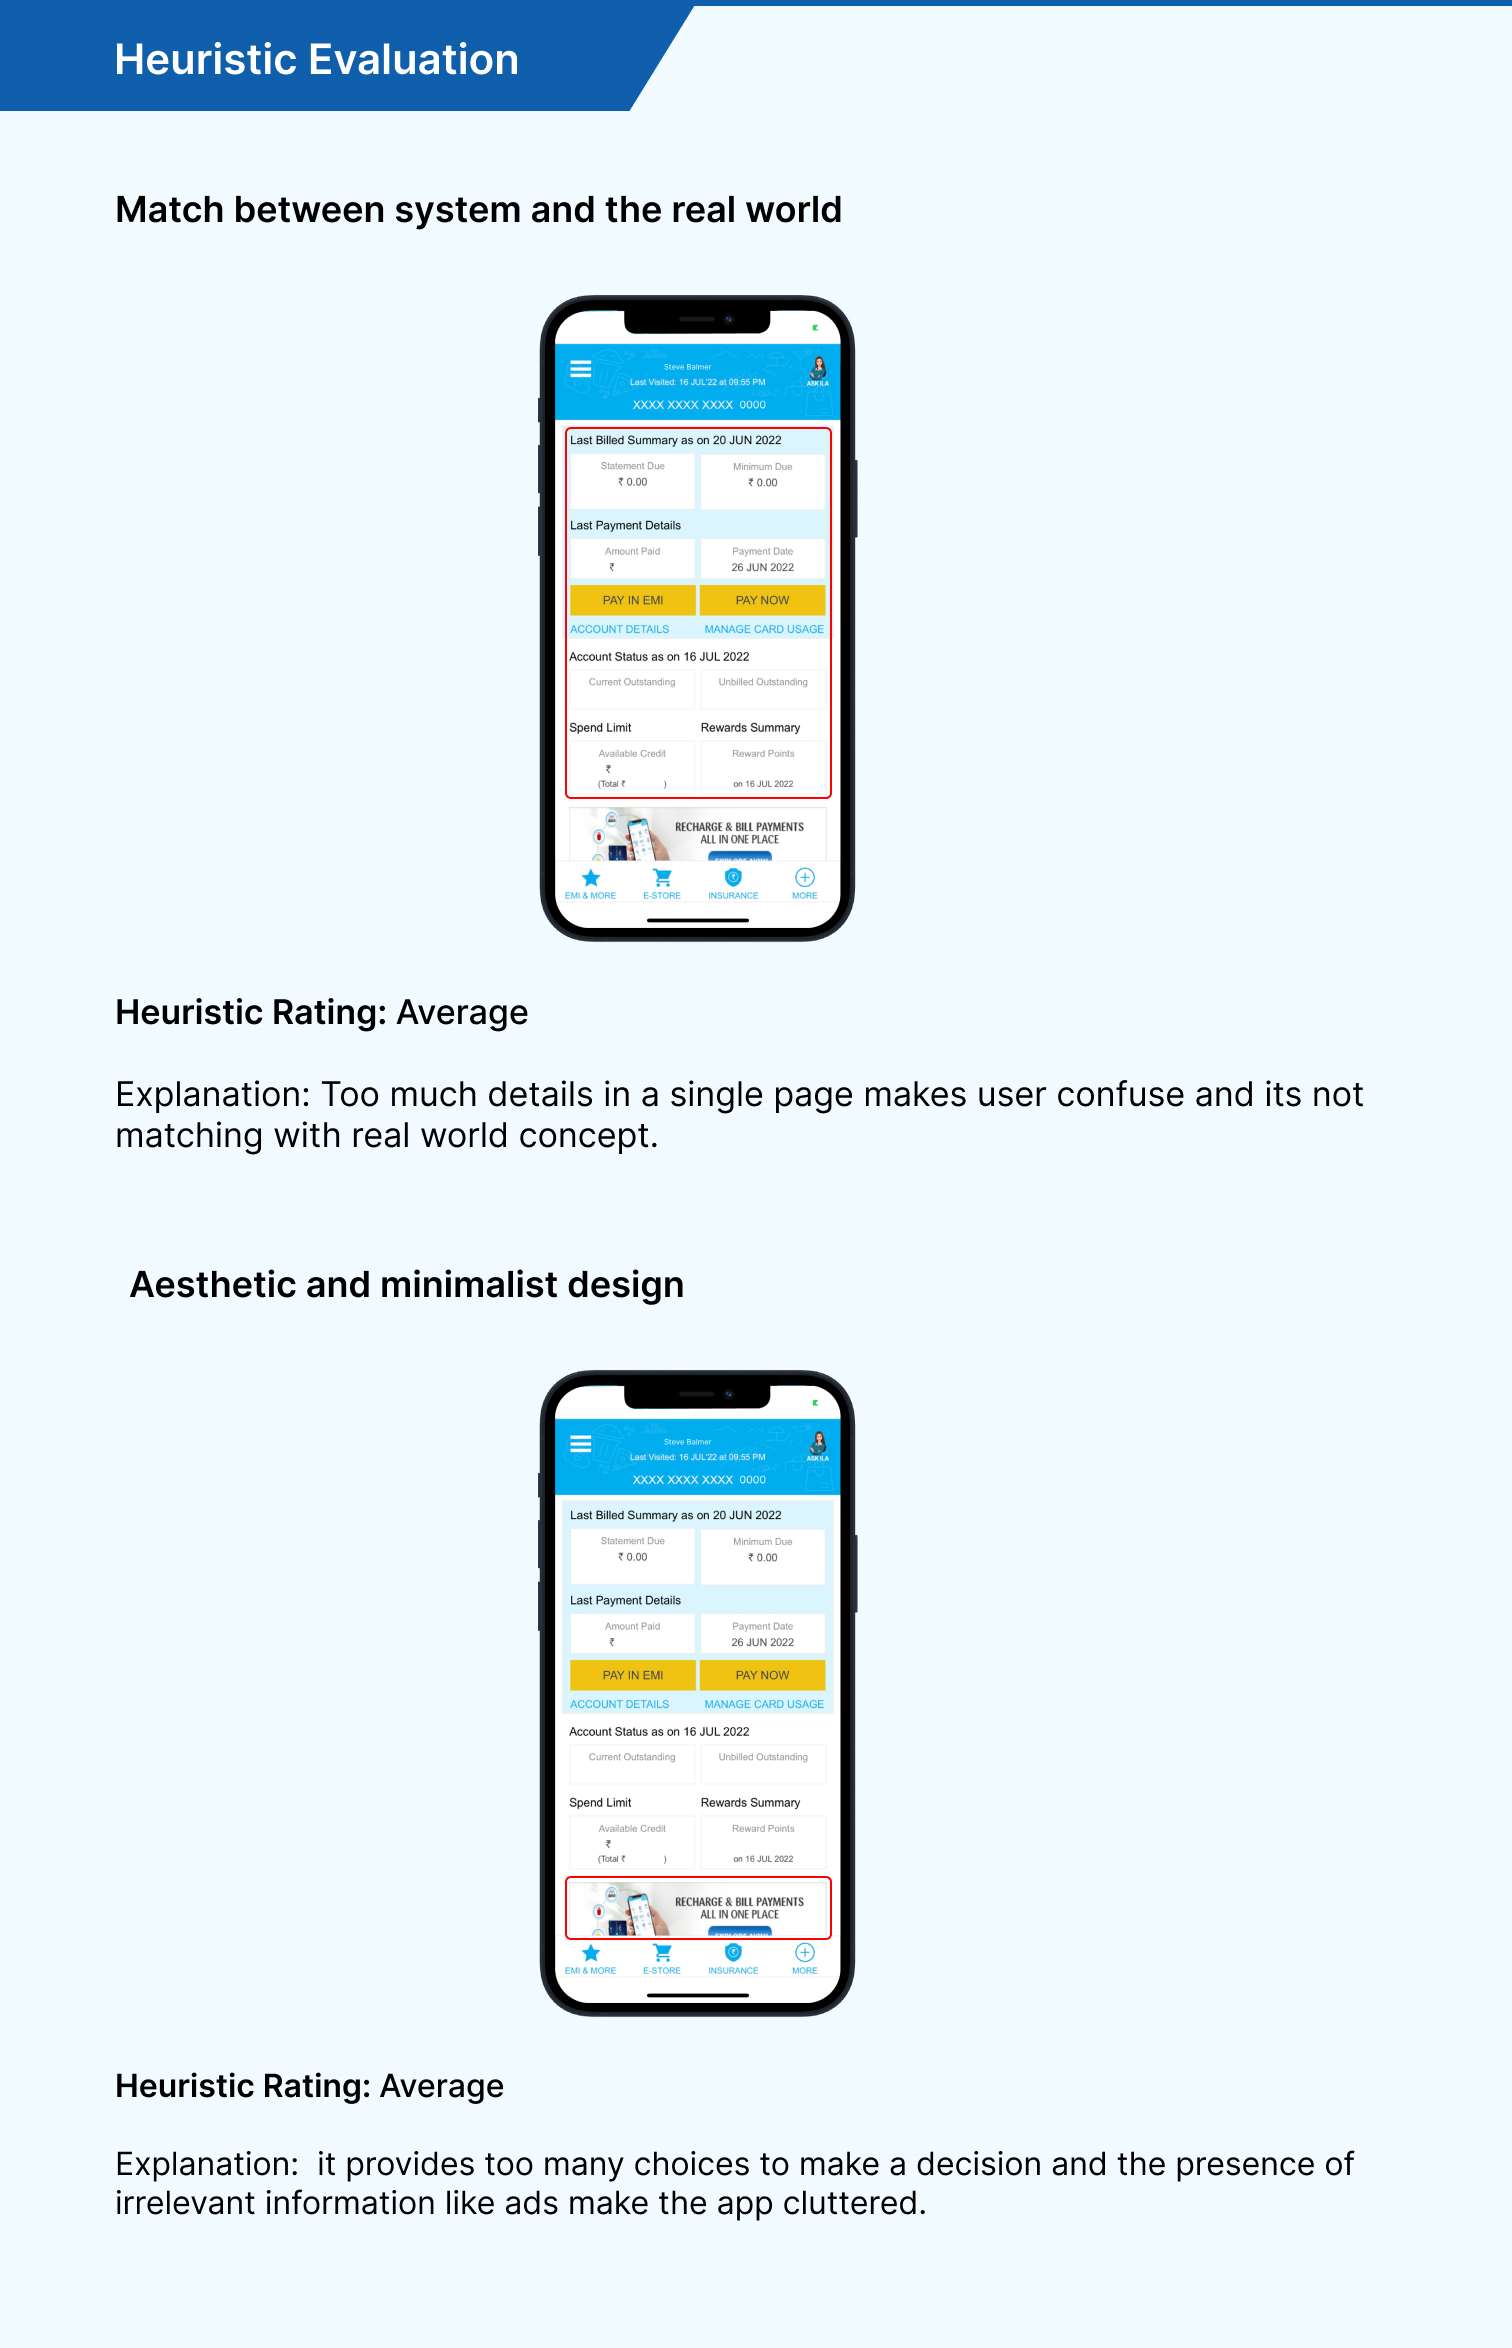 Heuristic Evaluation
Match between system and the real world
Steve Balmer
Last Visited: 16 JUL'22 at 09:55 PM
ASK ILA
XXXX XXXX XXXX 0000
Last Billed Summary as on 20 JUN 2022
Statement Due Minimum Due
₹ 0.00 ₹ 0.00
Last Payment Details
Amount Paid Payment Date
₹ 26 JUN 2022
PAY IN EMI PAY NOW
ACCOUNT DETAILS MANAGE CARD USAGE
Account Status as on 16 JUL 2022
Current Outstanding Unbilled Outstanding
Spend Limit Rewards Summary
Available Credit Reward Points
₹
(Total ₹ ) on 16 JUL 2022
RECHARGE & BILL PAYMENTS
ALL IN ONE PLACE
EXPLORE NOW
EMI & MORE E-STORE INSURANCE MORE
Heuristic Rating: Average
Explanation: Too much details in a single page makes user confuse and its not
matching with real world concept.
Aesthetic and minimalist design
Steve Balmer
Last Visited: 16 JUL'22 at 09:55 PM
ASK ILA
XXXX XXXX XXXX 0000
Last Billed Summary as on 20 JUN 2022
Statement Due Minimum Due
₹ 0.00 ₹ 0.00
Last Payment Details
Amount Paid Payment Date
₹ 26 JUN 2022
PAY IN EMI PAY NOW
ACCOUNT DETAILS MANAGE CARD USAGE
Account Status as on 16 JUL 2022
Current Outstanding Unbilled Outstanding
Spend Limit Rewards Summary
Available Credit Reward Points
₹
(Total ₹ ) on 16 JUL 2022
RECHARGE & BILL PAYMENTS
ALL IN ONE PLACE
EXPLORE NOW
EMI & MORE E-STORE INSURANCE MORE
Heuristic Rating: Average
Explanation:  it provides too many choices to make a decision and the presence of
irrelevant information like ads make the app cluttered.